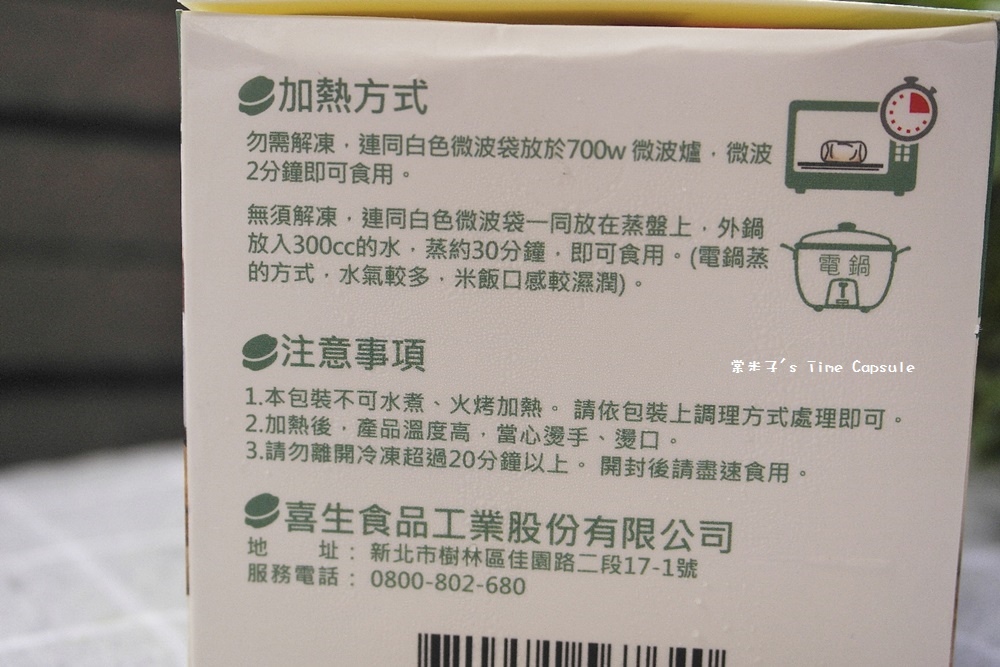 加熱方式
勿需解凍，連同白色微波袋放於700w 微波爐，微波
2分鐘即可食用。
無須解凍，連同白色微波袋一同放在蒸盤上，外鍋
放入300cc的水，蒸約30分鐘，即可食用。(電鍋蒸
的方式，水氣較多，米飯口感較濕潤)。
電鍋
注意事項
棠米子's Time Capsule
1.本包裝不可水煮、火烤加熱。 請依包裝上調理方式處理即可。
2.加熱後，產品溫度高，當心燙手、燙口。
3.請勿離開冷凍超過20分鐘以上。 開封後請盡速食用。
喜生食品工業股份有限公司
地　　址： 新北市樹林區佳園路二段17-1號
服務電話： 0800-802-680